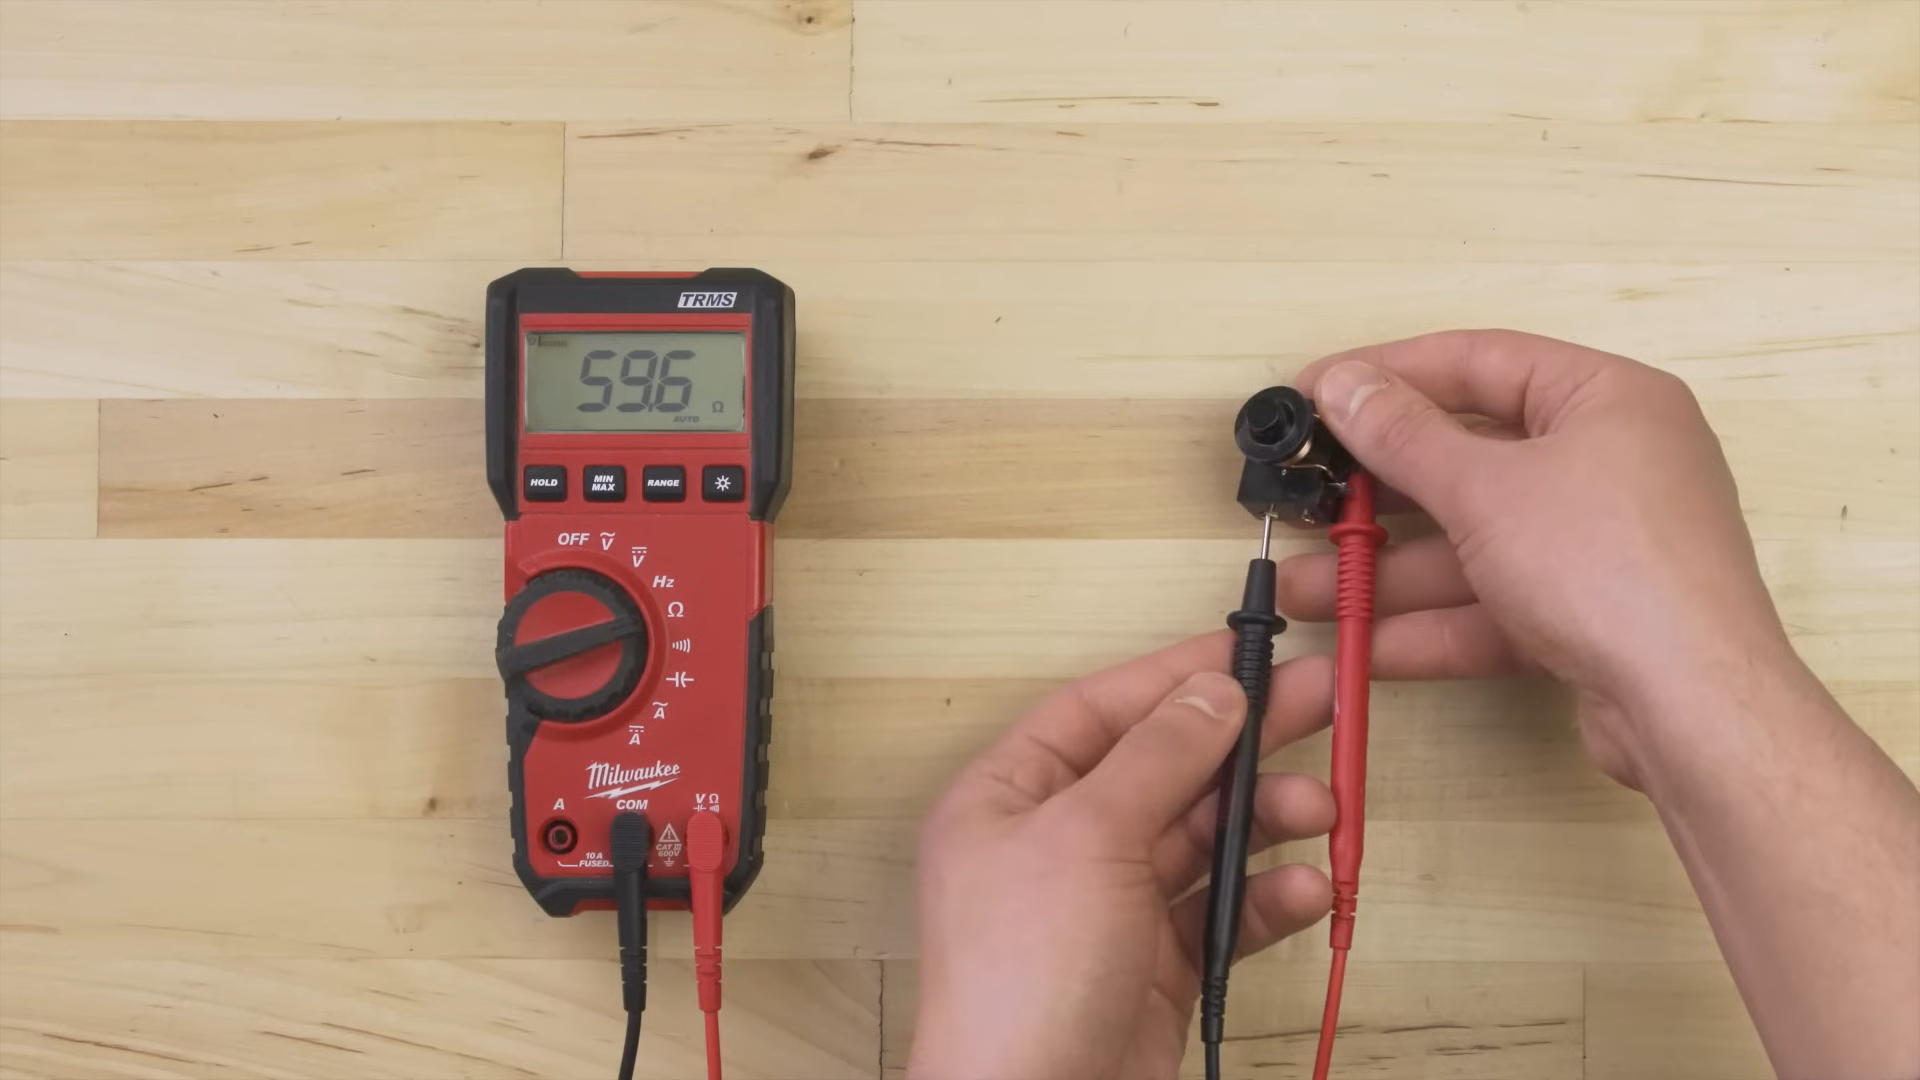 TRMS
59.6 Ω
AUTO
HOLD
MIN MAX
RANGE
OFF
Ṽ
V
Hz
Ω
Ã
A
Milwaukee
A
COM
V Ω
10 A
FUSED
CAT III
600V